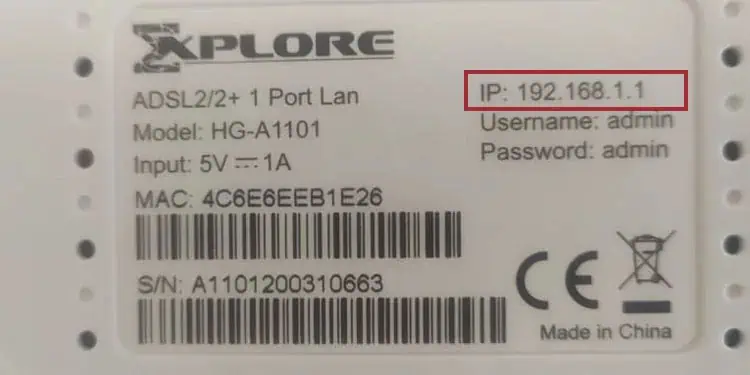 XPLORE
ADSL2/2+ 1 Port Lan
Model: HG-A1101
Input: 5V⎓1A
MAC: 4C6E6EEB1E26
S/N: A1101200310663
IP: 192.168.1.1
Username: admin
Password: admin
CE
Made in China